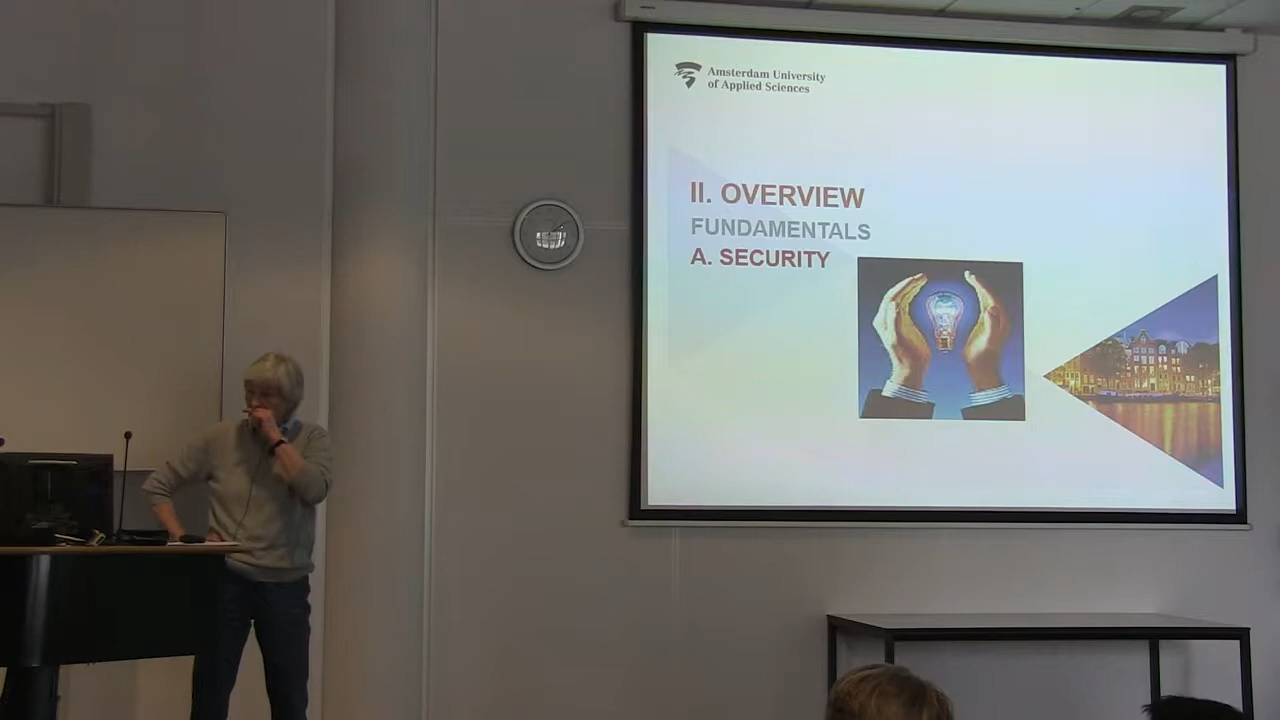 Amsterdam University
of Applied Sciences
II. OVERVIEW
FUNDAMENTALS
A. SECURITY